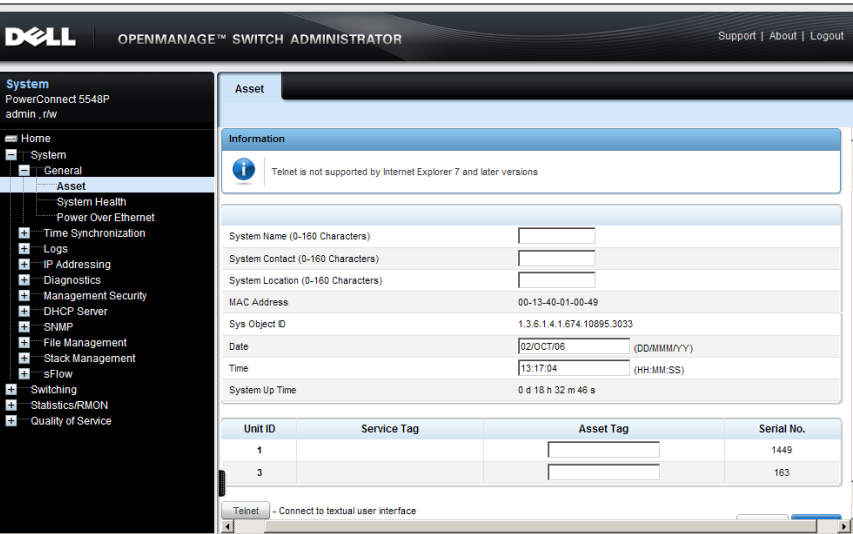 DELL
OPENMANAGE™ SWITCH ADMINISTRATOR
Support | About | Logout
System
PowerConnect 5548P
admin , r/w
Home
System
General
Asset
System Health
Power Over Ethernet
Time Synchronization
Logs
IP Addressing
Diagnostics
Management Security
DHCP Server
SNMP
File Management
Stack Management
sFlow
Switching
Statistics/RMON
Quality of Service
Asset
Information
Telnet is not supported by Internet Explorer 7 and later versions
System Name (0-160 Characters)
System Contact (0-160 Characters)
System Location (0-160 Characters)
MAC Address 00-13-40-01-00-49
Sys Object ID 1.3.6.1.4.1.674.10895.3033
Date 02/OCT/06 (DD/MMM/YY)
Time 13:17:04 (HH:MM:SS)
System Up Time 0 d 18 h 32 m 46 s
Unit ID Service Tag Asset Tag Serial No.
1 1449
3 163
Telnet - Connect to textual user interface